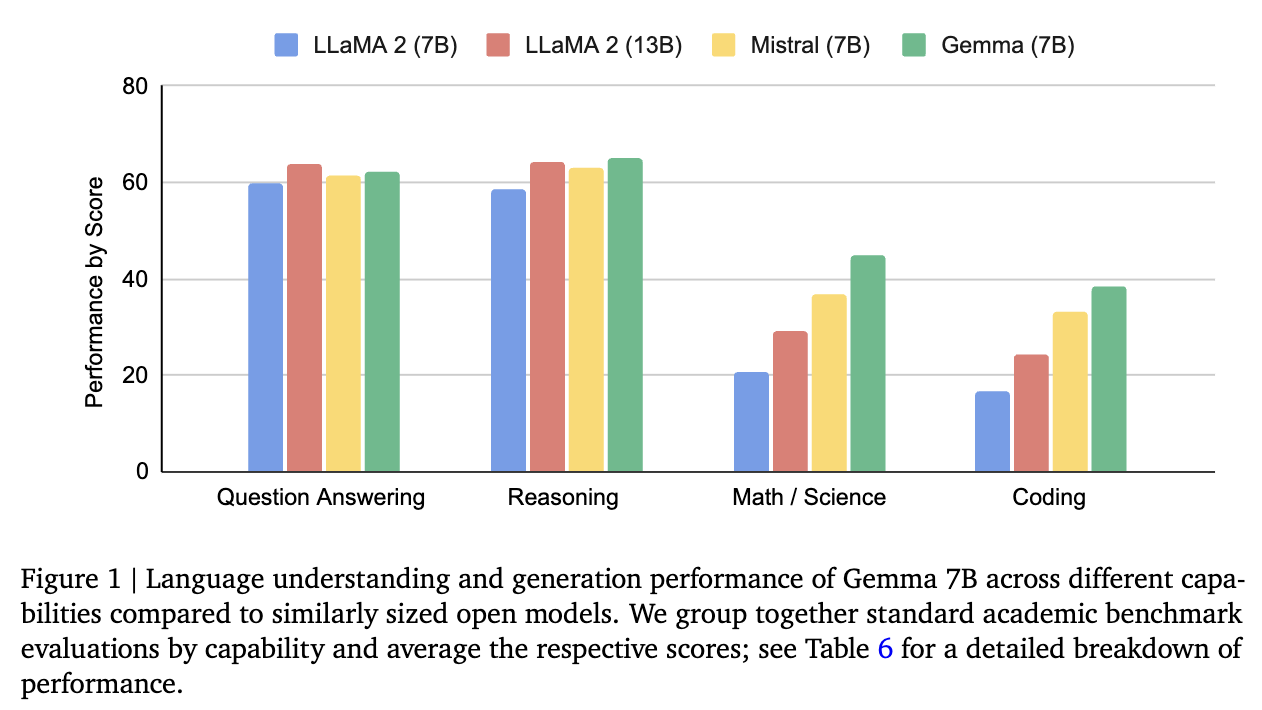 LLaMA 2 (7B) LLaMA 2 (13B) Mistral (7B) Gemma (7B)
Performance by Score
80
60
40
20
0
Question Answering Reasoning Math / Science Coding
Figure 1 | Language understanding and generation performance of Gemma 7B across different capa-
bilities compared to similarly sized open models. We group together standard academic benchmark
evaluations by capability and average the respective scores; see Table 6 for a detailed breakdown of
performance.